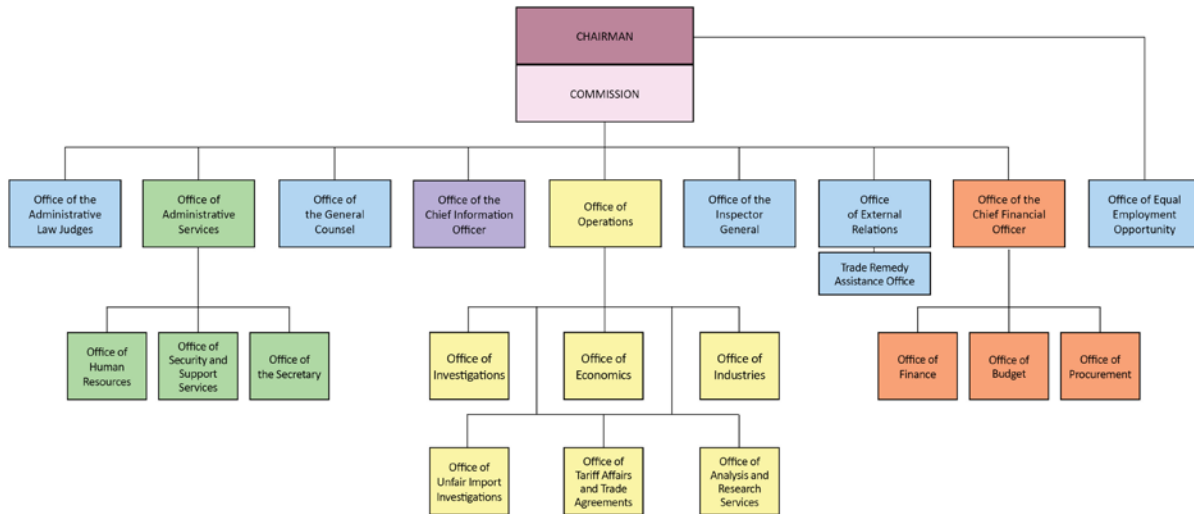 CHAIRMAN
COMMISSION
Office of the
Administrative
Law Judges
Office of
Administrative
Services
Office of
the General
Counsel
Office of the
Chief Information
Officer
Office of
Operations
Office of the
Inspector
General
Office
of External
Relations
Office of the
Chief Financial
Officer
Office of Equal
Employment
Opportunity
Trade Remedy
Assistance Office
Office of
Human
Resources
Office of
Security and
Support
Services
Office of
the Secretary
Office of
Investigations
Office of
Economics
Office of
Industries
Office of
Finance
Office of
Budget
Office of
Procurement
Office of
Unfair Import
Investigations
Office of
Tariff Affairs
and Trade
Agreements
Office of
Analysis and
Research
Services